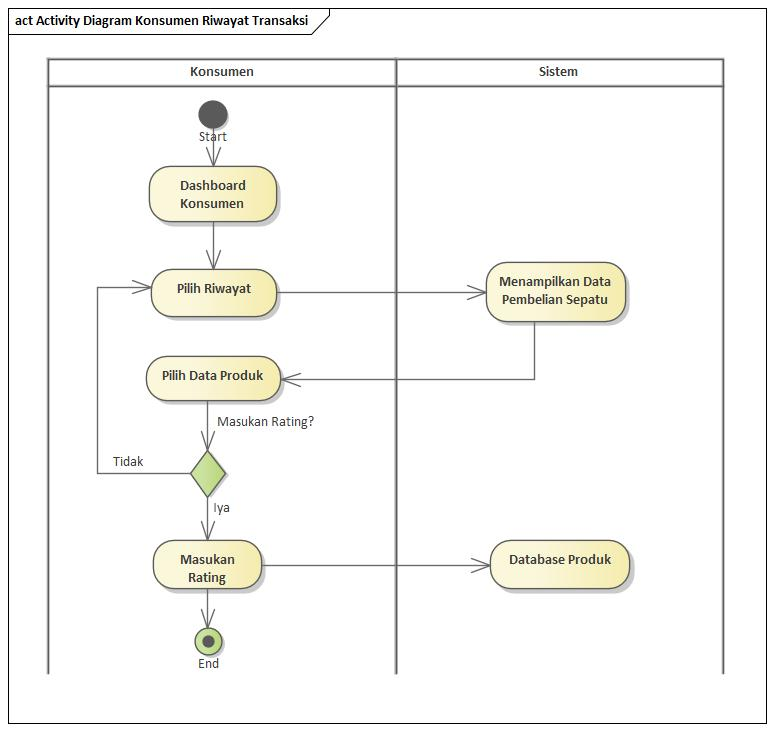 act Activity Diagram Konsumen Riwayat Transaksi
Konsumen
Sistem
Start
Dashboard
Konsumen
Pilih Riwayat
Menampilkan Data
Pembelian Sepatu
Pilih Data Produk
Masukan Rating?
Tidak
Iya
Masukan
Rating
Database Produk
End